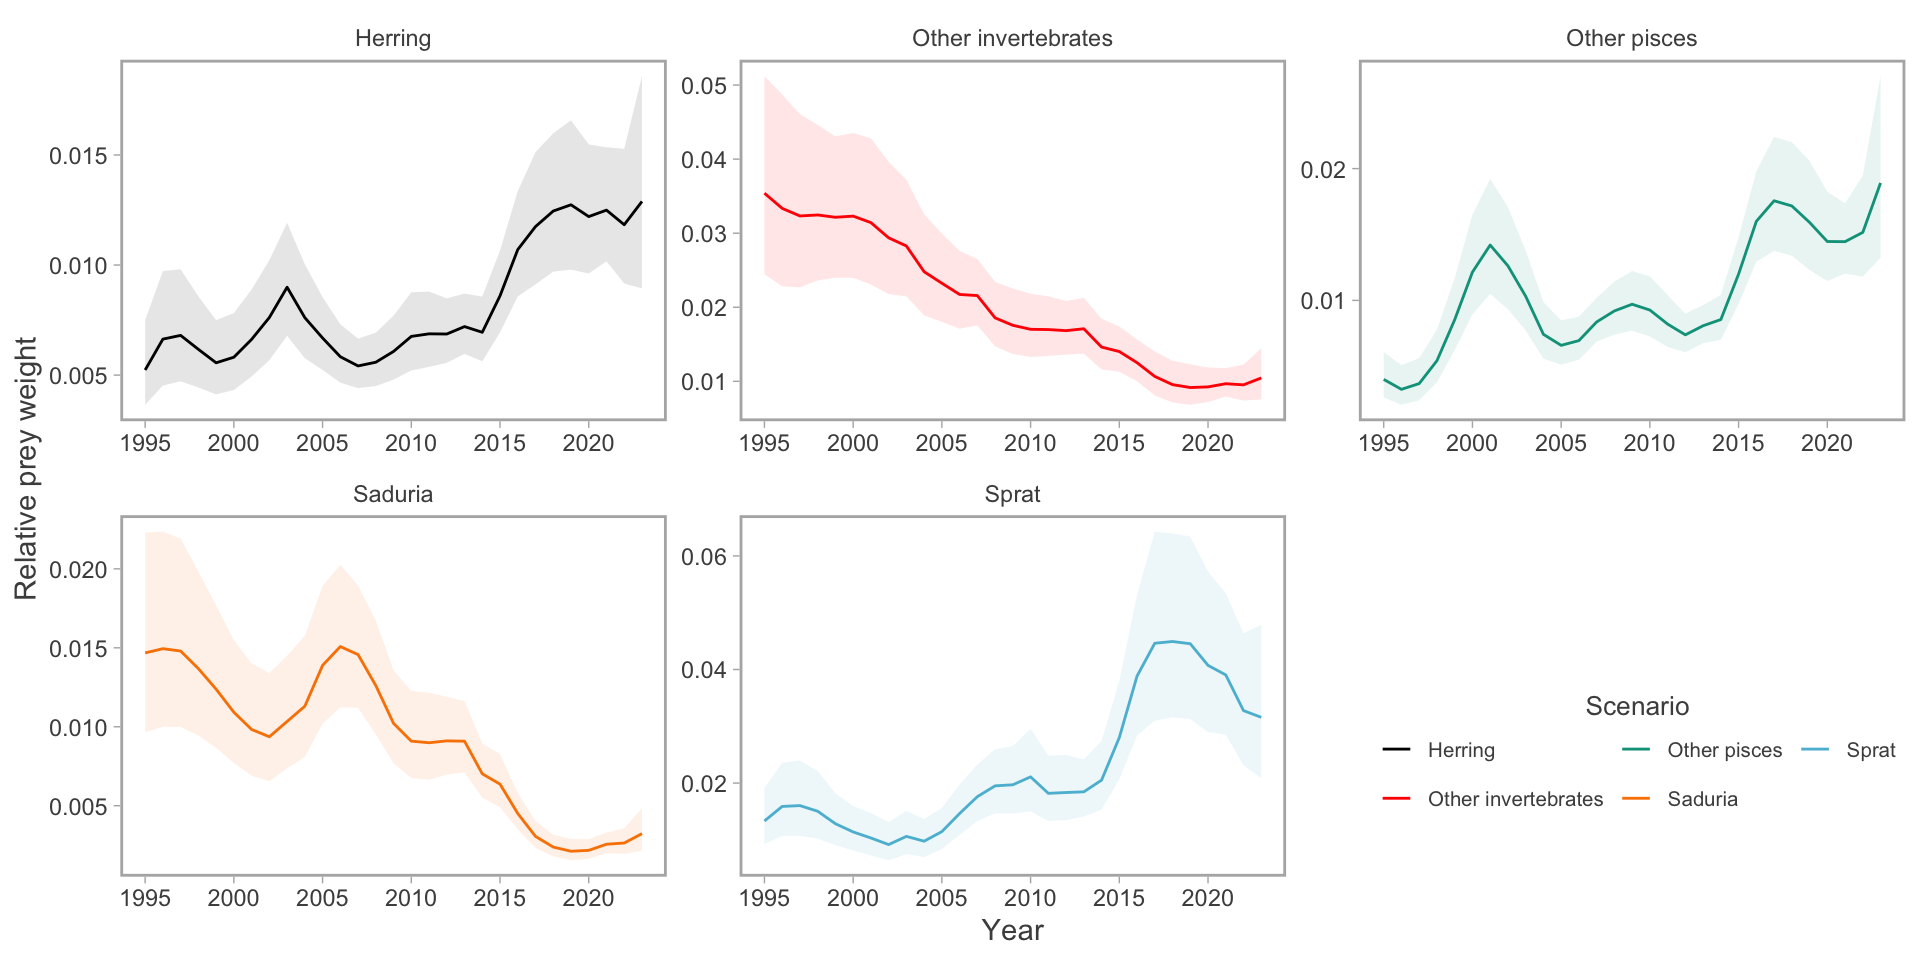 Herring
Other invertebrates
Other pisces
0.015
0.010
0.005
0.05
0.04
0.03
0.02
0.01
0.02
0.01
1995 2000 2005 2010 2015 2020
1995 2000 2005 2010 2015 2020
1995 2000 2005 2010 2015 2020
Relative prey weight
Saduria
Sprat
0.020
0.015
0.010
0.005
0.06
0.04
0.02
1995 2000 2005 2010 2015 2020
1995 2000 2005 2010 2015 2020
Year
Scenario
Herring
Other pisces
Sprat
Other invertebrates
Saduria